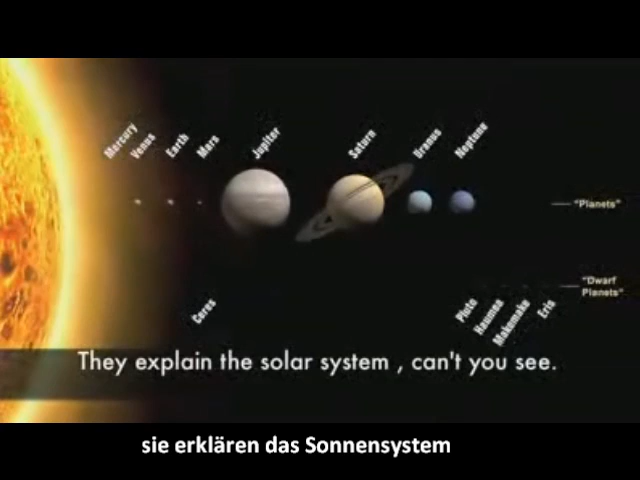 Mercury
Venus
Earth
Mars
Jupiter
Saturn
Uranus
Neptune
"Planets"
"Dwarf
Planets"
Ceres
Pluto
Haumea
Makemake
Eris
They explain the solar system , can't you see.
sie erklären das Sonnensystem